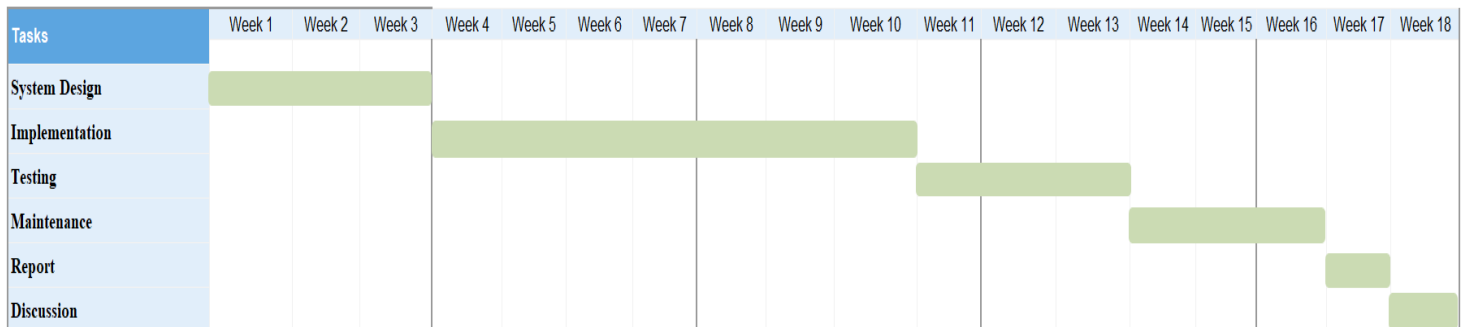 Tasks Week 1 Week 2 Week 3 Week 4 Week 5 Week 6 Week 7 Week 8 Week 9 Week 10 Week 11 Week 12 Week 13 Week 14 Week 15 Week 16 Week 17 Week 18
System Design
Implementation
Testing
Maintenance
Report
Discussion